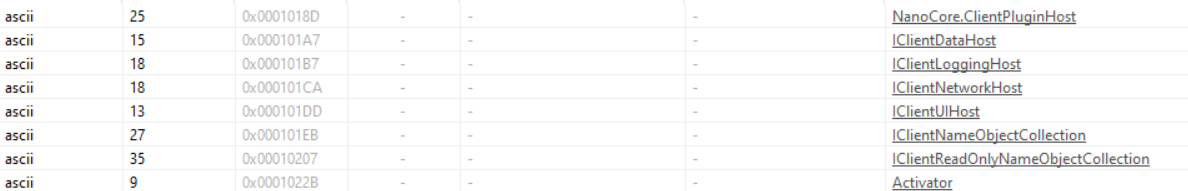 ascii 25 0x0001018D - - - NanoCore.ClientPluginHost
ascii 15 0x000101A7 - - - IClientDataHost
ascii 18 0x000101B7 - - - IClientLoggingHost
ascii 18 0x000101CA - - - IClientNetworkHost
ascii 13 0x000101DD - - - IClientUIHost
ascii 27 0x000101EB - - - IClientNameObjectCollection
ascii 35 0x00010207 - - - IClientReadOnlyNameObjectCollection
ascii 9 0x0001022B - - - Activator